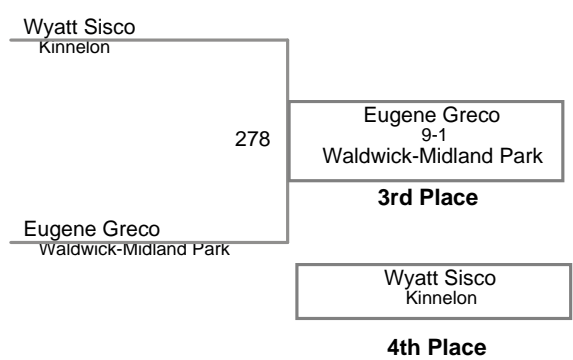 Wyatt Sisco
Kinnelon
278
Eugene Greco
9-1
Waldwick-Midland Park
3rd Place
Eugene Greco
Waldwick-Midland Park
Wyatt Sisco
Kinnelon
4th Place